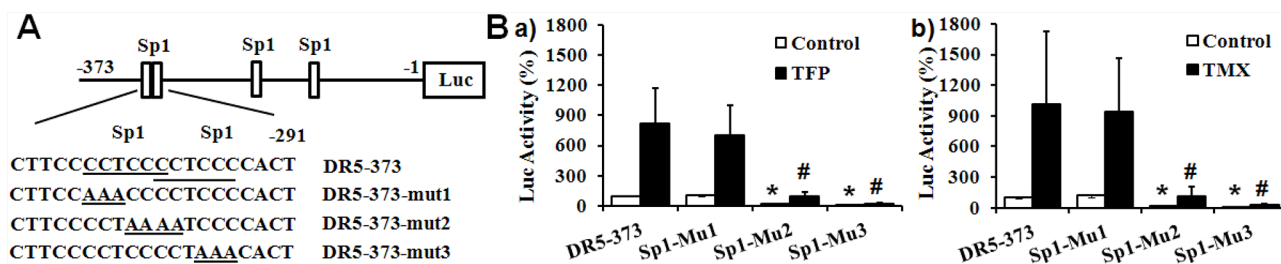 A
Sp1 Sp1 Sp1
-373 -1
Luc
Sp1 Sp1 -291
CTTCCCCTCCCCTCCCCACT DR5-373
CTTCCAAACCCCTCCCCACT DR5-373-mut1
CTTCCCCTAAAATCCCCACT DR5-373-mut2
CTTCCCCTCCCCTAAACACT DR5-373-mut3
B a)
Luc Activity (%)
1800
1500
1200
900
600
300
0
Control
TFP
* # * #
DR5-373 Sp1-Mu1 Sp1-Mu2 Sp1-Mu3
b)
Luc Activity (%)
1800
1500
1200
900
600
300
0
Control
TMX
* # * #
DR5-373 Sp1-Mu1 Sp1-Mu2 Sp1-Mu3